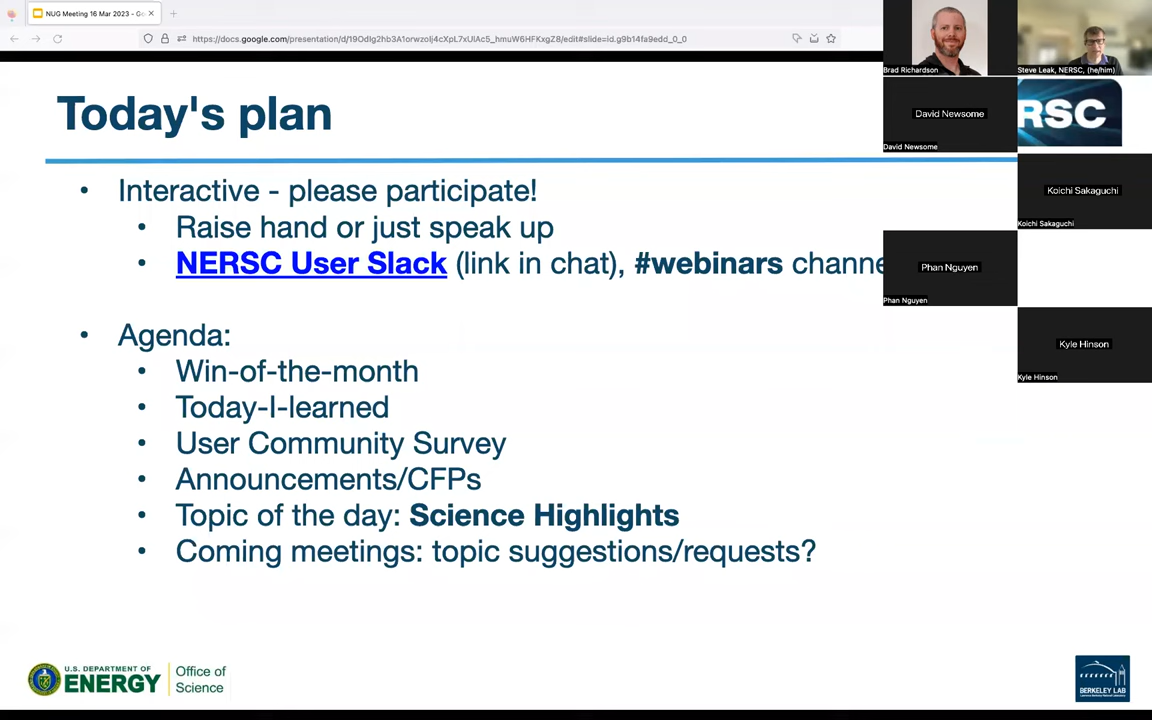 NUG Meeting 16 Mar 2023 – G
https://docs.google.com/presentation/d/19Odlg2hb3A1orwzolj4cXpL7xUlAc5_hmuW6HFKxgZ8/edit#slide=id.g9b14fa9edd_0_0
Brad Richardson
Steve Leak, NERSC, (he/him)
David Newsome
David Newsome
RSC
Koichi Sakaguchi
Koichi Sakaguchi
Phan Nguyen
Phan Nguyen
Kyle Hinson
Kyle Hinson
Today's plan
• Interactive - please participate!
• Raise hand or just speak up
• NERSC User Slack (link in chat), #webinars channe
• Agenda:
• Win-of-the-month
• Today-I-learned
• User Community Survey
• Announcements/CFPs
• Topic of the day: Science Highlights
• Coming meetings: topic suggestions/requests?
U.S. DEPARTMENT OF
ENERGY
Office of
Science
BERKELEY LAB